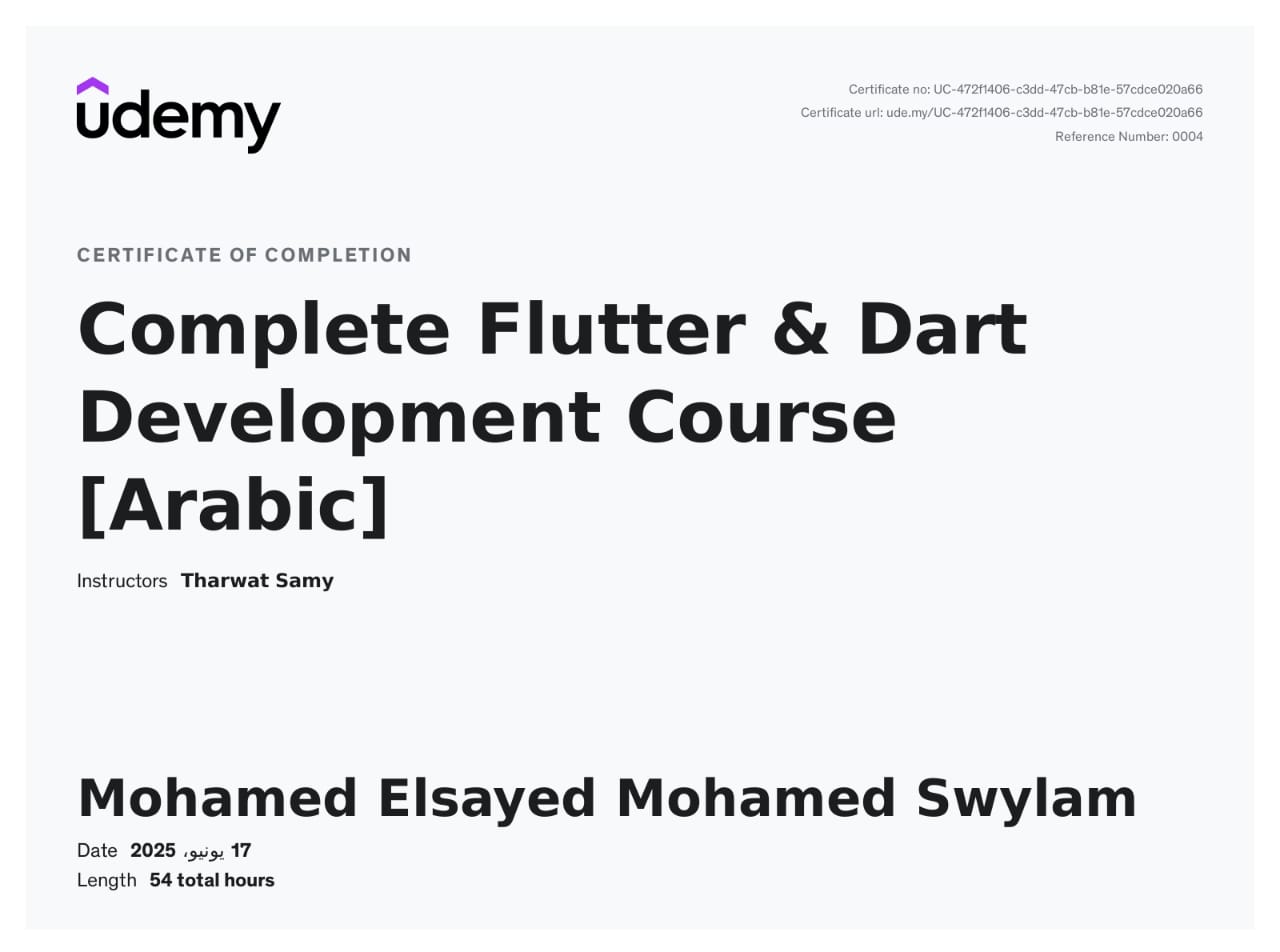 udemy
Certificate no: UC-472f1406-c3dd-47cb-b81e-57cdce020a66
Certificate url: ude.my/UC-472f1406-c3dd-47cb-b81e-57cdce020a66
Reference Number: 0004
CERTIFICATE OF COMPLETION
Complete Flutter & Dart
Development Course
[Arabic]
Instructors Tharwat Samy
Mohamed Elsayed Mohamed Swylam
Date 17 يونيو، 2025
Length 54 total hours